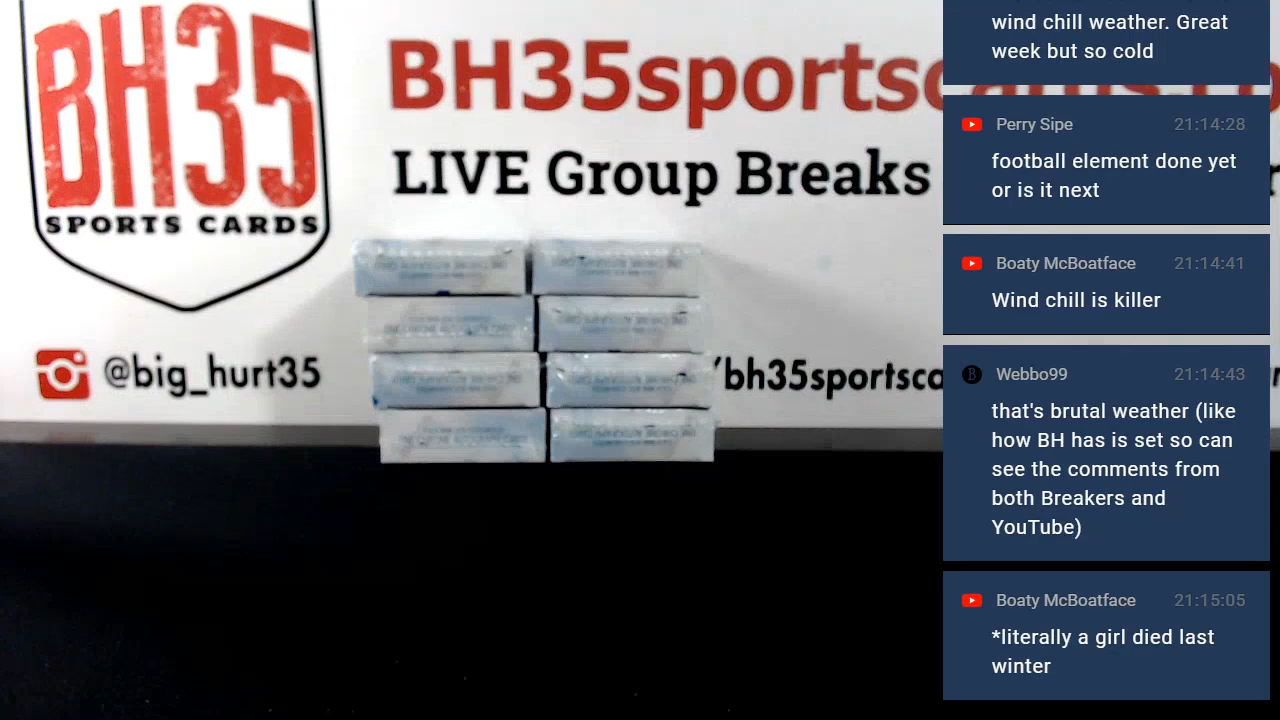 BH35
SPORTS CARDS
BH35sports
LIVE Group Breaks
@big_hurt35
/bh35sportsca
wind chill weather. Great
week but so cold
Perry Sipe 21:14:28
football element done yet
or is it next
Boaty McBoatface 21:14:41
Wind chill is killer
Webbo99 21:14:43
that's brutal weather (like
how BH has is set so can
see the comments from
both Breakers and
YouTube)
Boaty McBoatface 21:15:05
*literally a girl died last
winter